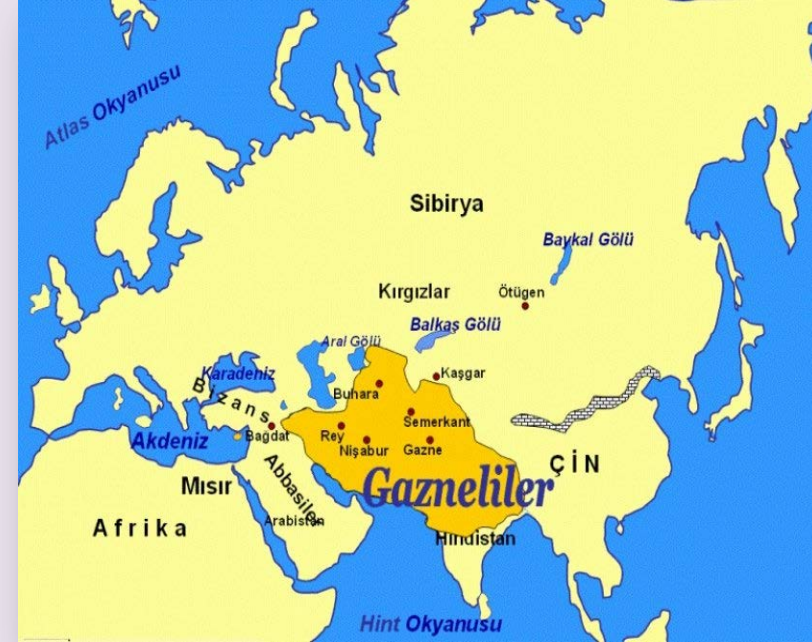 Atlas Okyanusu
Sibirya
Baykal Gölü
Kırgızlar
Ötügen
Balkaş Gölü
Aral Gölü
Karadeniz
Kaşgar
Bizans
Buhara
Semerkant
Akdeniz
Bağdat
Rey
Nişabur
Gazne
ÇİN
Mısır
Abbasiler
Gazneliler
Arabistan
Afrika
Hindistan
Hint Okyanusu